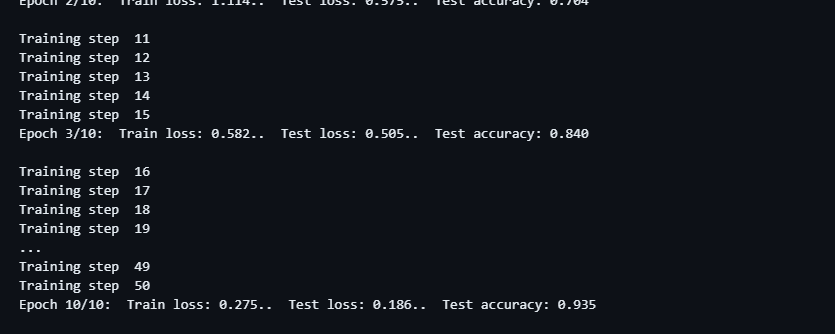 Epoch 2/10:  Train loss: 1.114..  Test loss: 0.575..  Test accuracy: 0.704
Training step  11
Training step  12
Training step  13
Training step  14
Training step  15
Epoch 3/10:  Train loss: 0.582..  Test loss: 0.505..  Test accuracy: 0.840
Training step  16
Training step  17
Training step  18
Training step  19
...
Training step  49
Training step  50
Epoch 10/10:  Train loss: 0.275..  Test loss: 0.186..  Test accuracy: 0.935